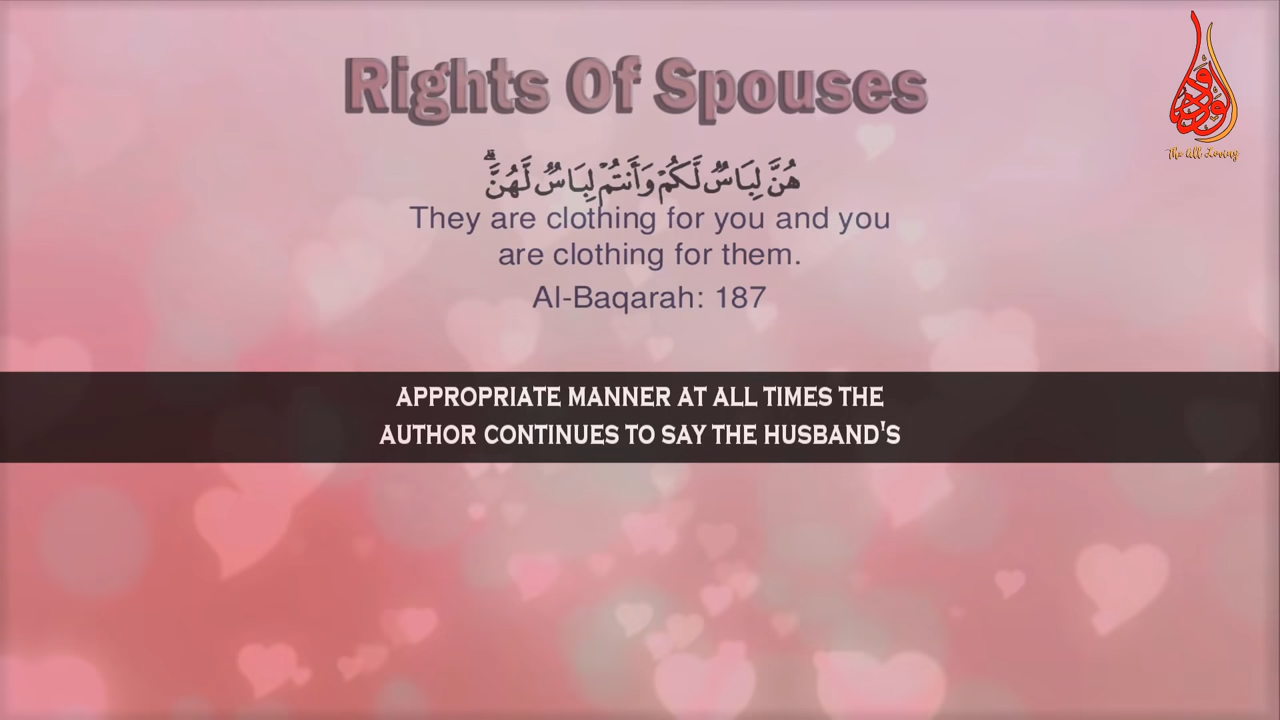 Rights Of Spouses
هُنَّ لِبَاسٌ لَّكُمْ وَأَنتُمْ لِبَاسٌ لَّهُنَّ ۗ
They are clothing for you and you
are clothing for them.
Al-Baqarah: 187
APPROPRIATE MANNER AT ALL TIMES THE
AUTHOR CONTINUES TO SAY THE HUSBAND'S
The All Loving